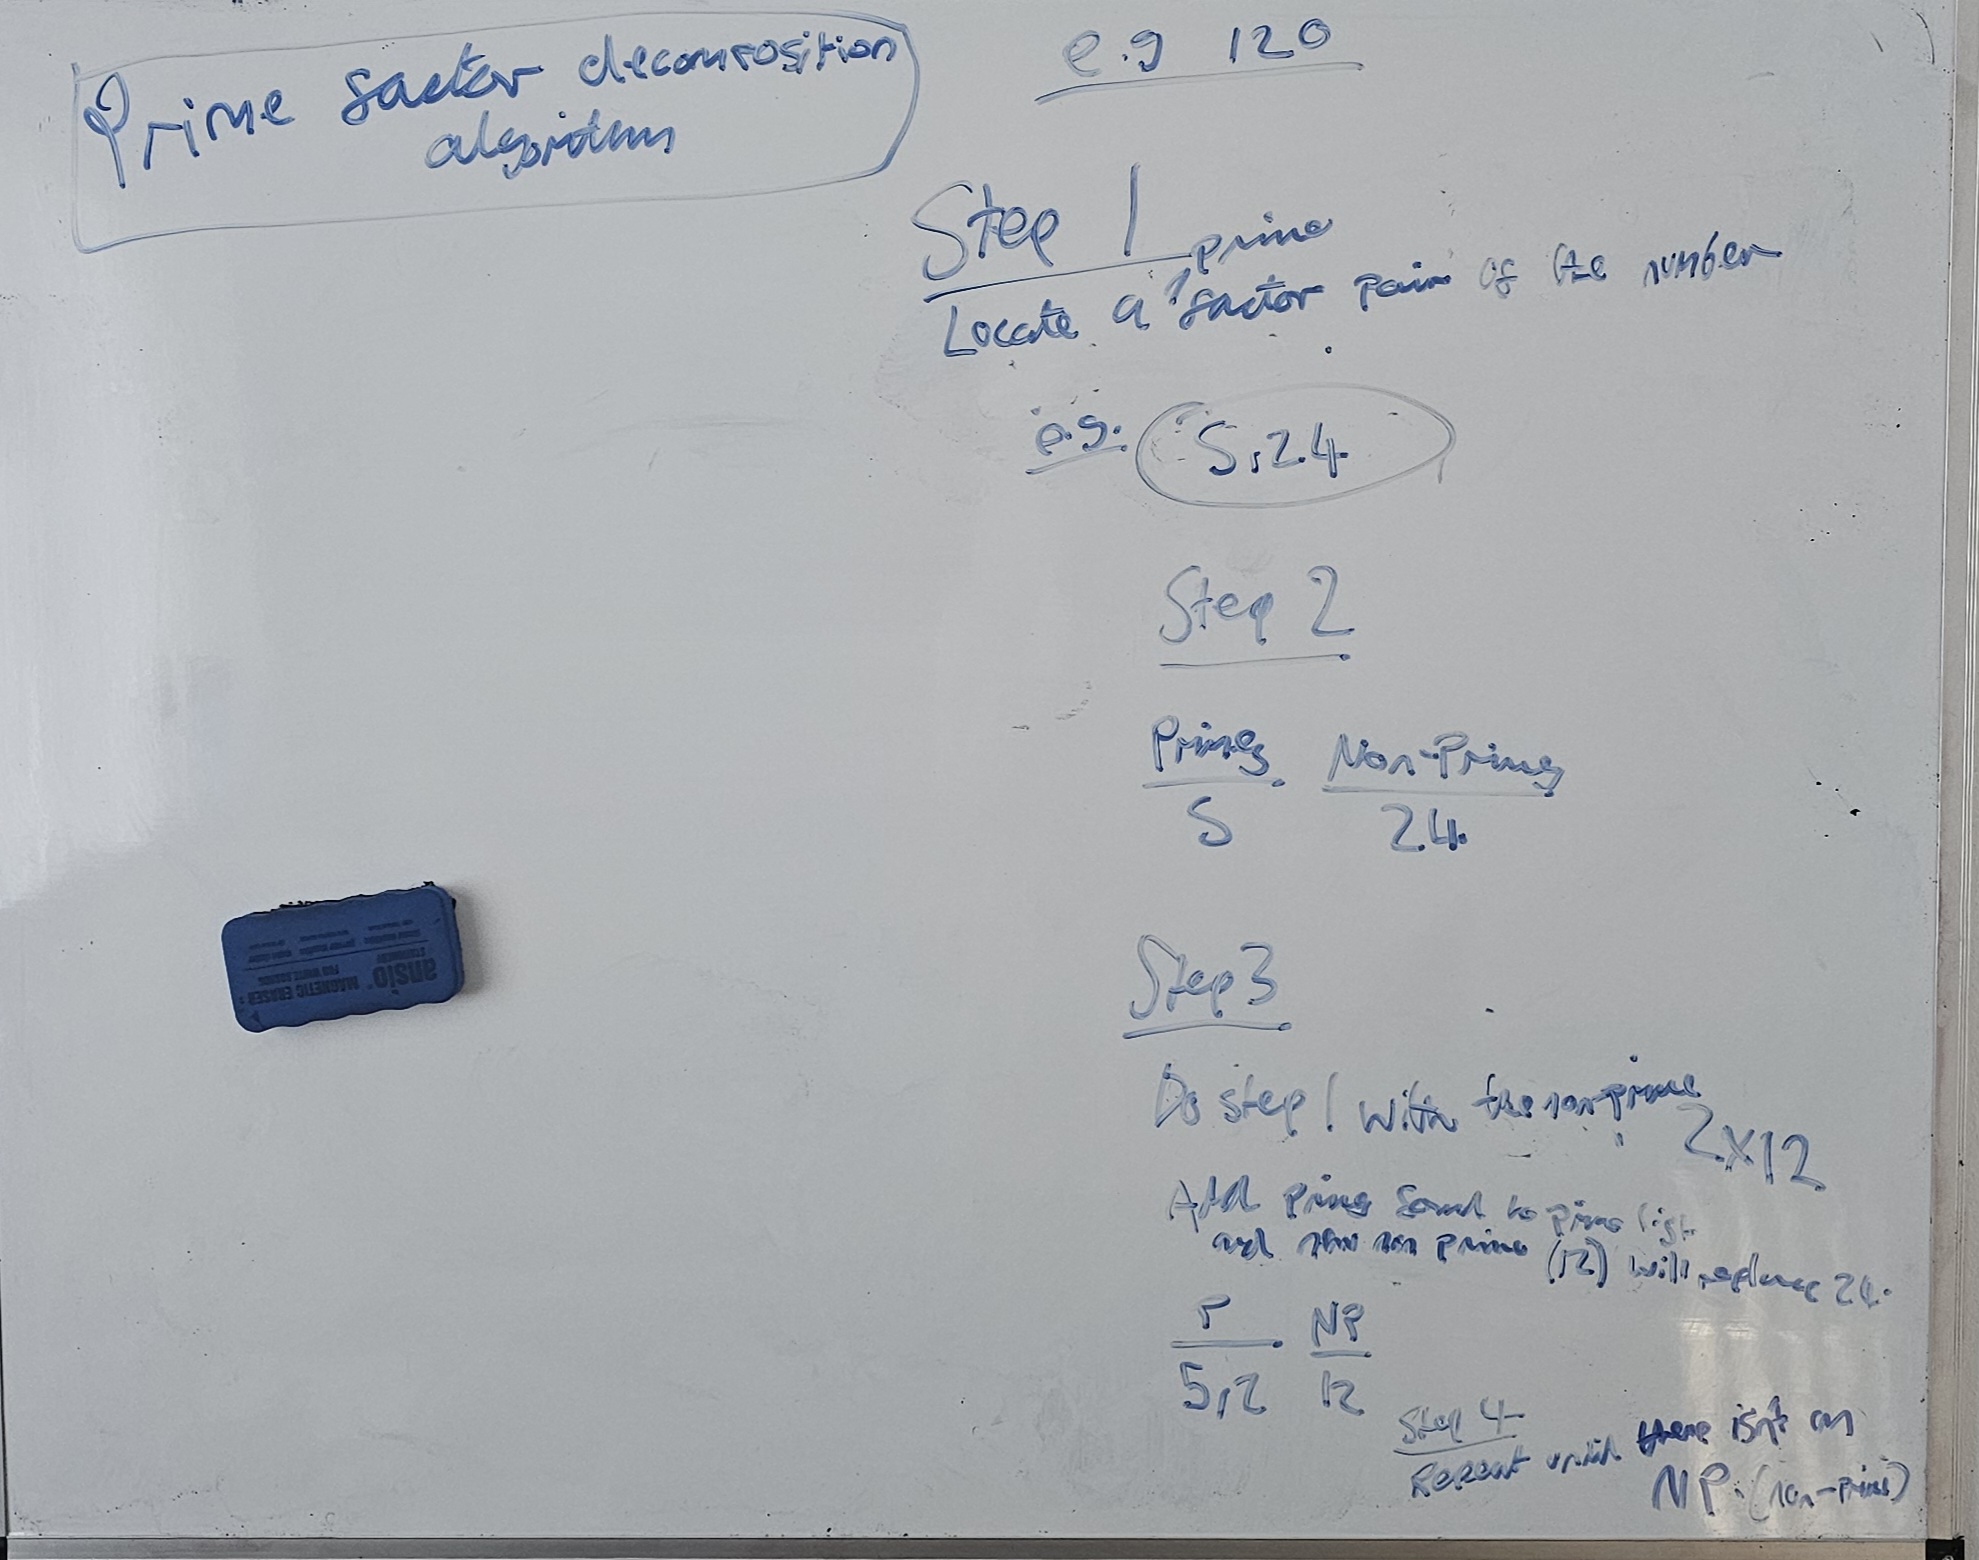 Prime factor decomposition
algorithm
e.g 120
Step 1
prime
Locate a factor pair of the number
e.g. 5,24
Step 2
Primes Non-Primes
5 24
Step 3
Do step 1 with the non-prime
2x12
Add primes found to prime list
and new non prime (12) will replace 24.
P NP
5,2 12
Step 4
Repeat until there isn't an
NP. (non-prime)
ansio
STATIONERY
MAGNETIC ERASER
FOR WHITE BOARDS